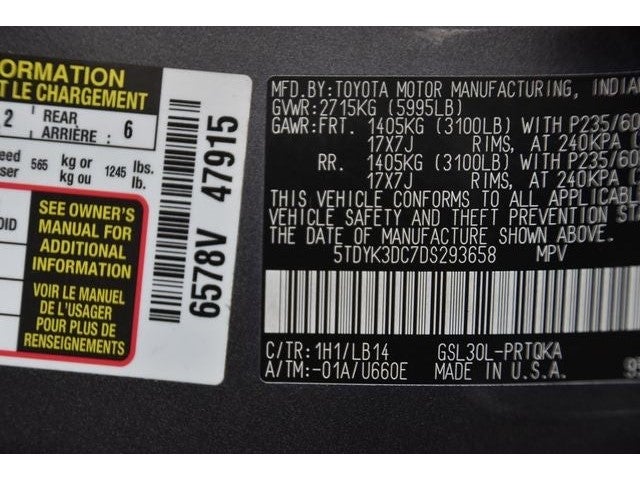 ORMATION
T LE CHARGEMENT
2 REAR ARRIÈRE : 6
565 kg or kg ou 1245 lbs. lb.
SEE OWNER'S
MANUAL FOR
ADDITIONAL
INFORMATION
VOIR LE MANUEL
DE L'USAGER
POUR PLUS DE
RENSEIGNEMENTS
6578V 47915
MFD.BY:TOYOTA MOTOR MANUFACTURING, INDIAN
GVWR:2715KG (5995LB)
GAWR:FRT. 1405KG (3100LB) WITH P235/60
17X7J RIMS, AT 240KPA (
RR. 1405KG (3100LB) WITH P235/60
17X7J RIMS, AT 240KPA (
THIS VEHICLE CONFORMS TO ALL APPLICABL
VEHICLE SAFETY AND THEFT PREVENTION ST
THE DATE OF MANUFACTURE SHOWN ABOVE.
5TDYK3DC7DS293658 MPV
C/TR:1H1/LB14 GSL30L-PRTQKA
A/TM:-01A/U660E MADE IN U.S.A.